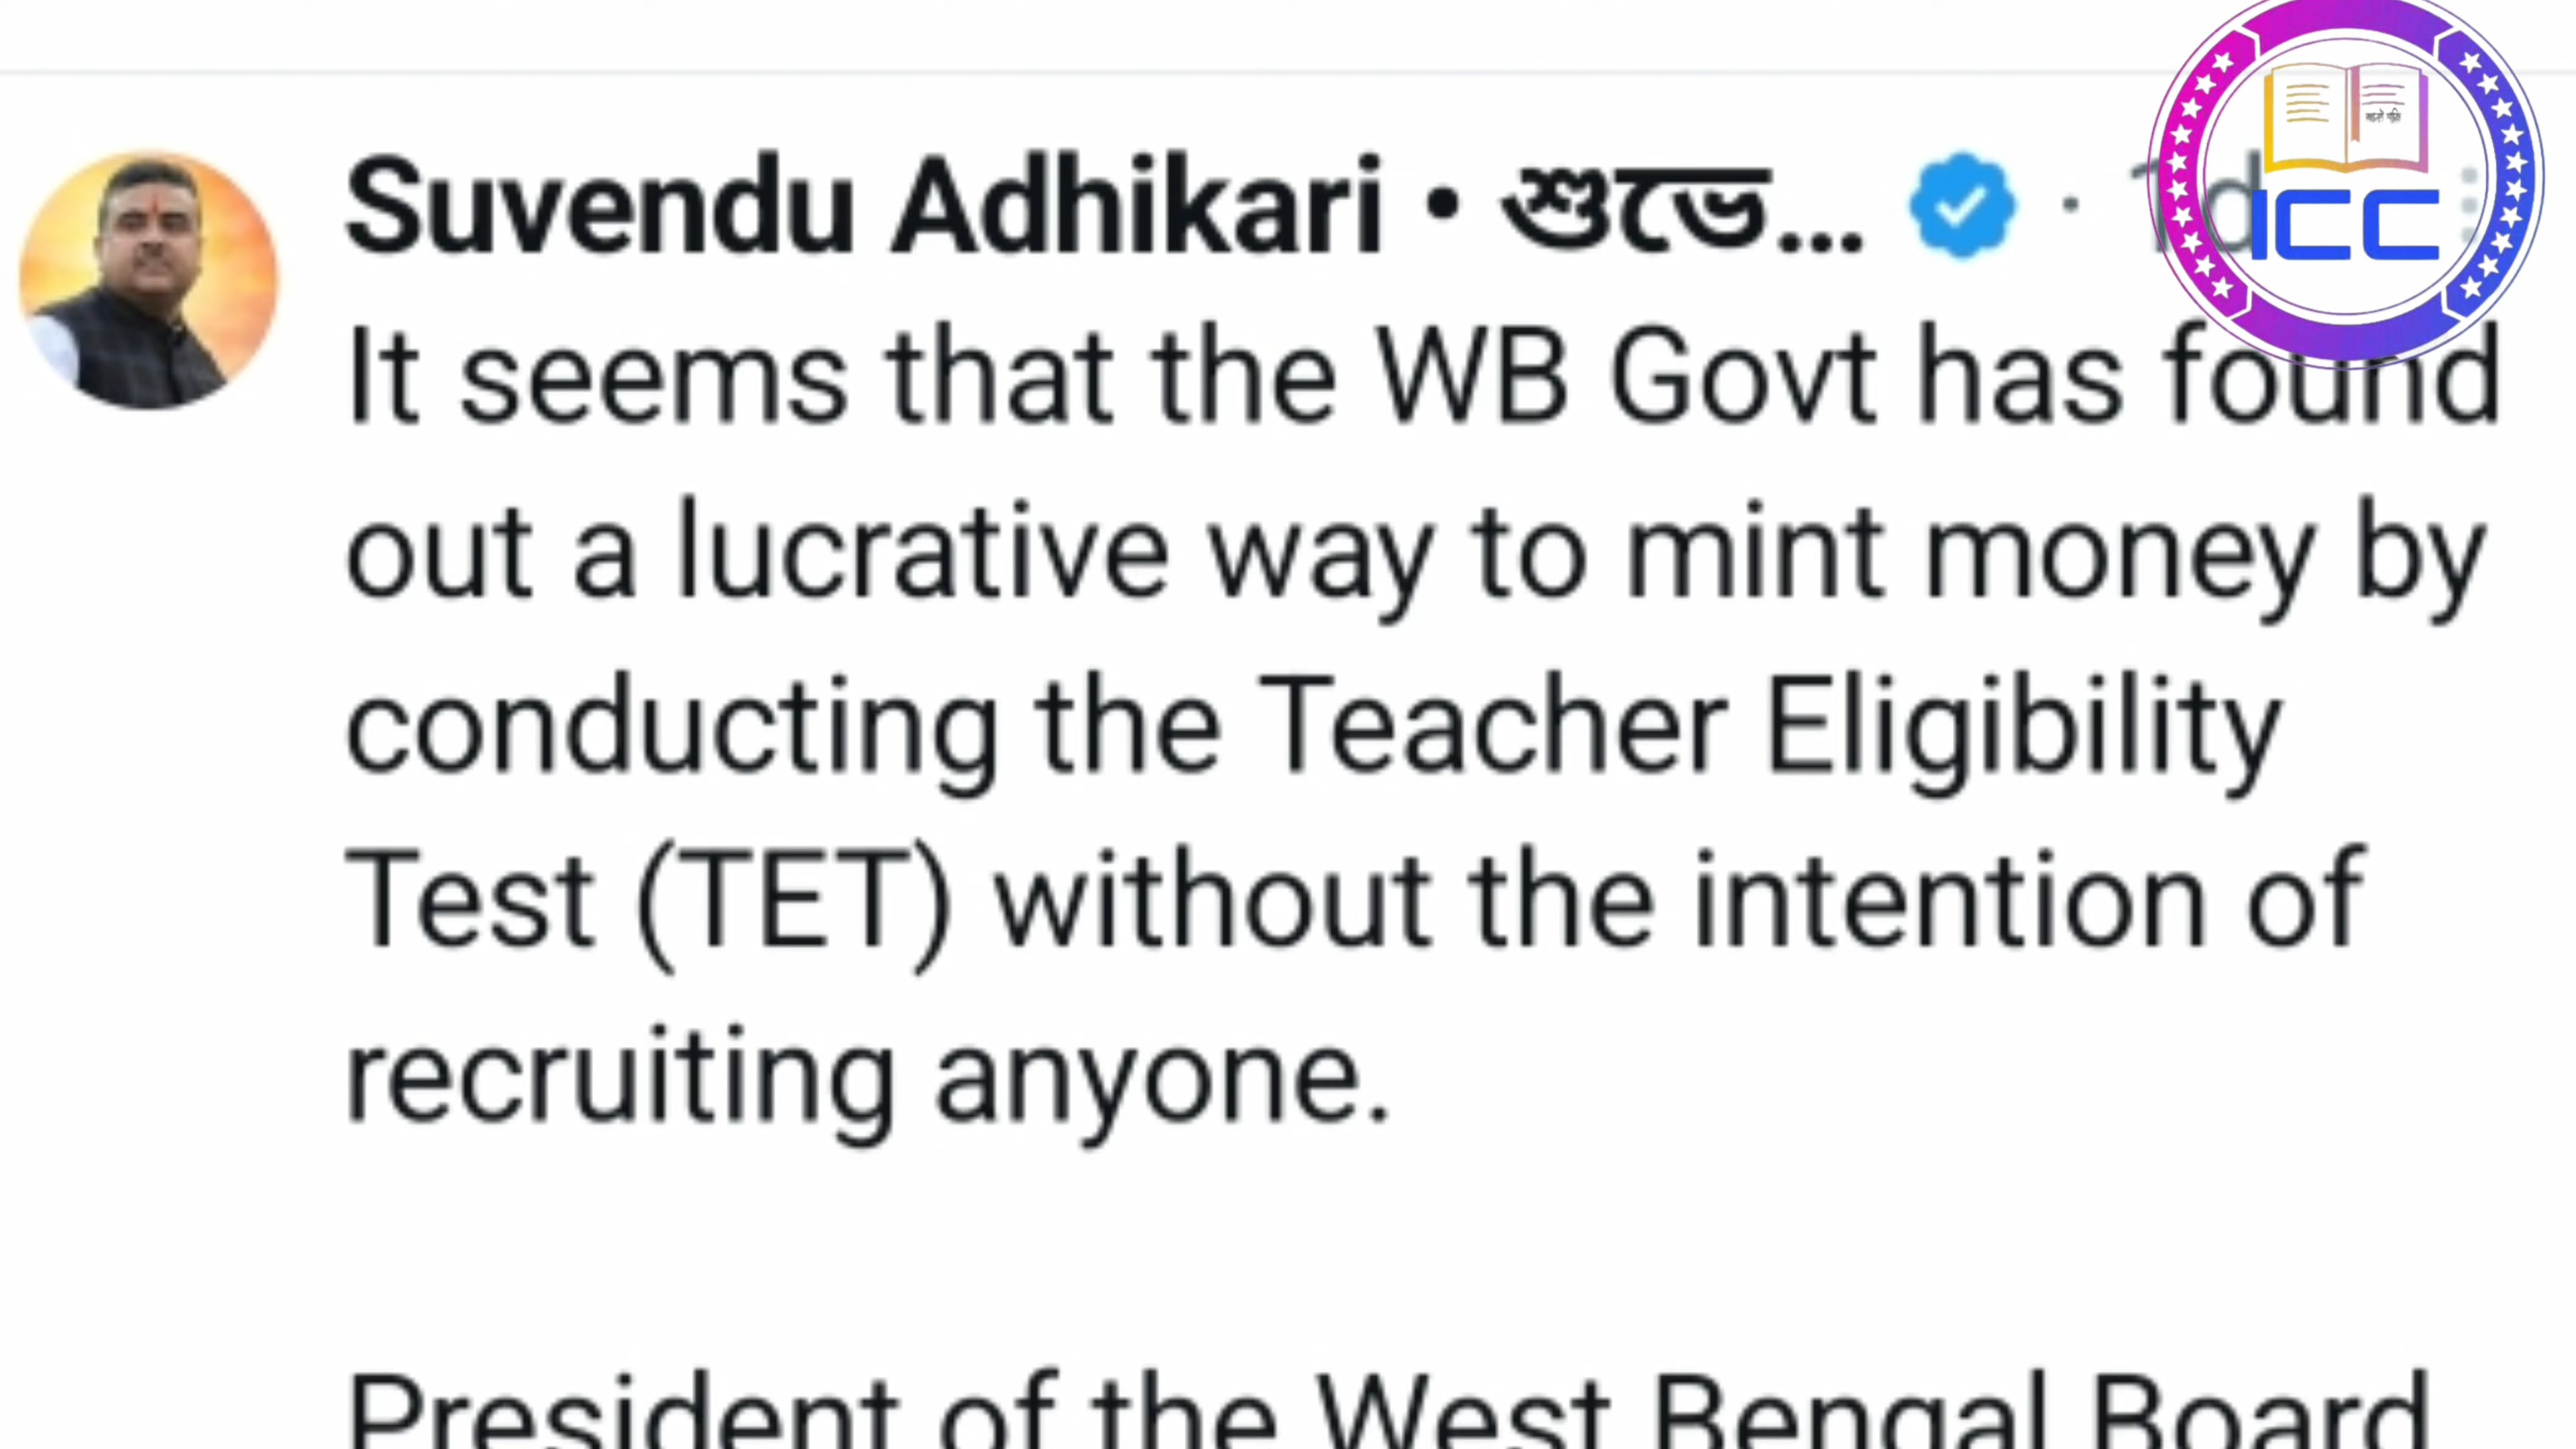 Suvendu Adhikari • শুভে... · 1d
ICC
It seems that the WB Govt has found
out a lucrative way to mint money by
conducting the Teacher Eligibility
Test (TET) without the intention of
recruiting anyone.
President of the West Bengal Board